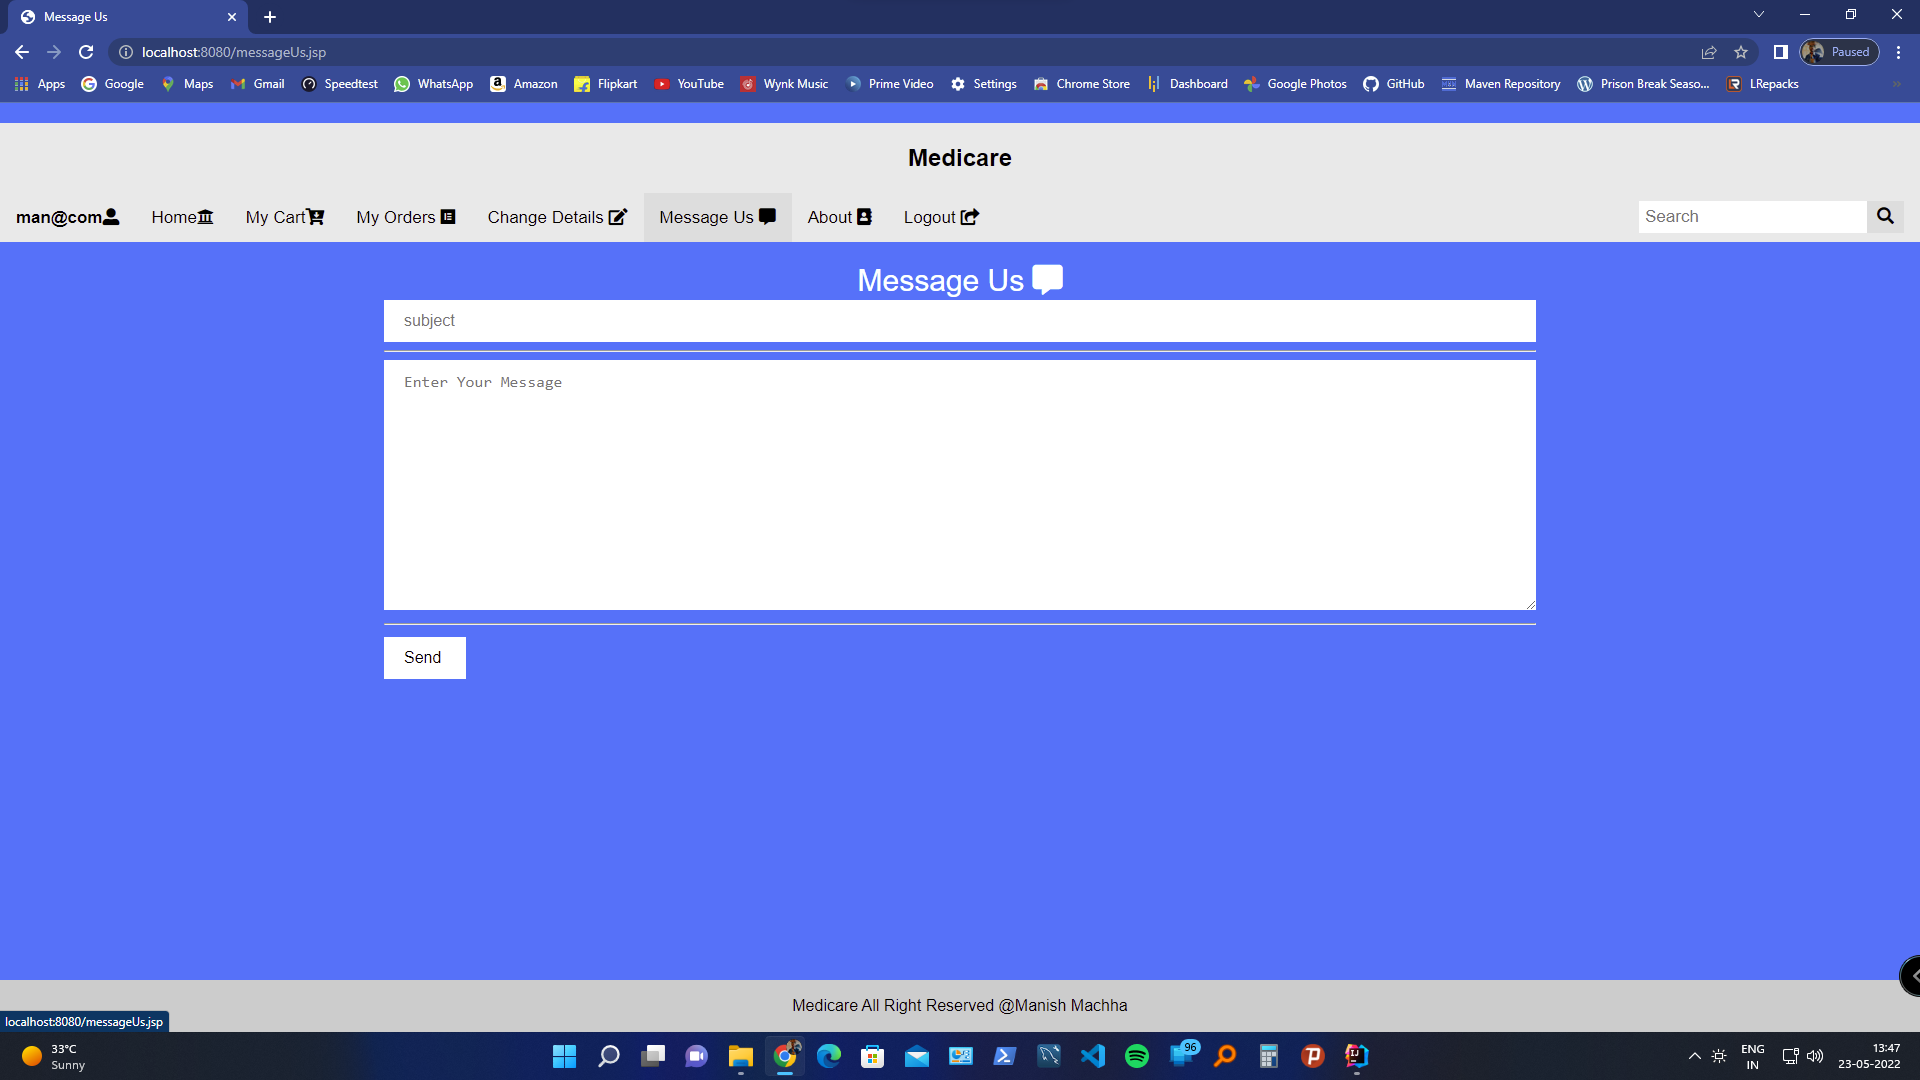 Message Us
localhost:8080/messageUs.jsp
Paused
Apps Google Maps Gmail Speedtest WhatsApp Amazon Flipkart YouTube Wynk Music Prime Video Settings Chrome Store Dashboard Google Photos GitHub Maven Repository Prison Break Seaso... LRepacks
Medicare
man@com Home My Cart My Orders Change Details Message Us About Logout Search
Message Us
subject
Enter Your Message
Send
Medicare All Right Reserved @Manish Machha
localhost:8080/messageUs.jsp
33°C
Sunny
96
ENG
IN
13:47
23-05-2022